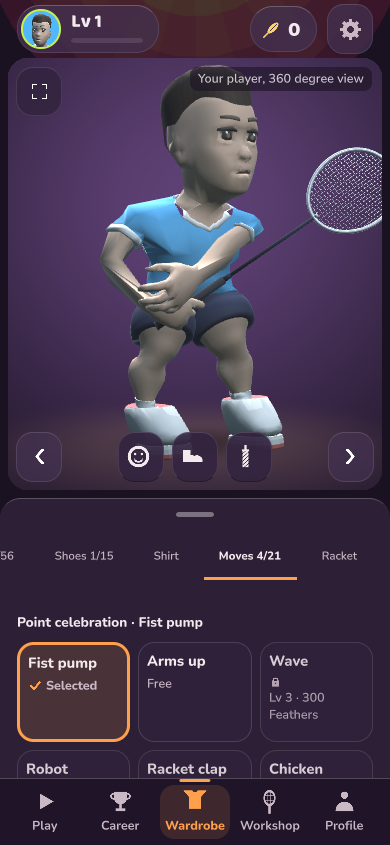 Lv 1
0
Your player, 360 degree view
/56
Shoes 1/15
Shirt
Moves 4/21
Racket
Point celebration · Fist pump
Fist pump
Selected
Arms up
Free
Wave
Lv 3 · 300
Feathers
Robot
Racket clap
Chicken
Play
Career
Wardrobe
Workshop
Profile